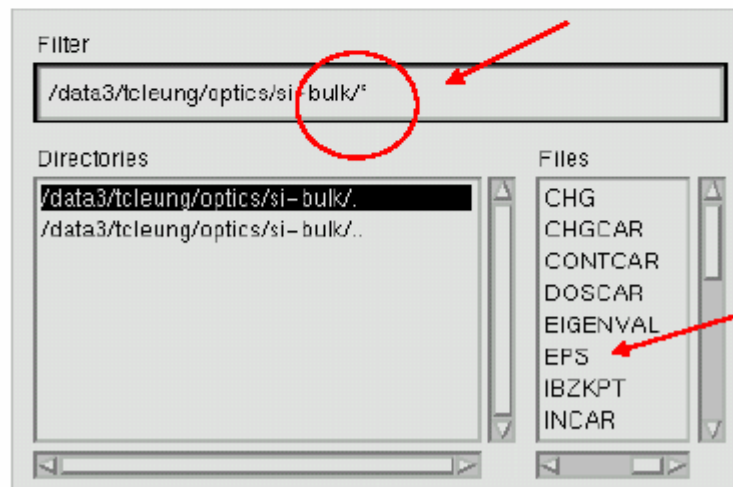 Filter
/data3/tcleung/optics/si-bulk/*
Directories
Files
/data3/tcleung/optics/si-bulk/.
/data3/tcleung/optics/si-bulk/..
CHG
CHGCAR
CONTCAR
DOSCAR
EIGENVAL
EPS
IBZKPT
INCAR